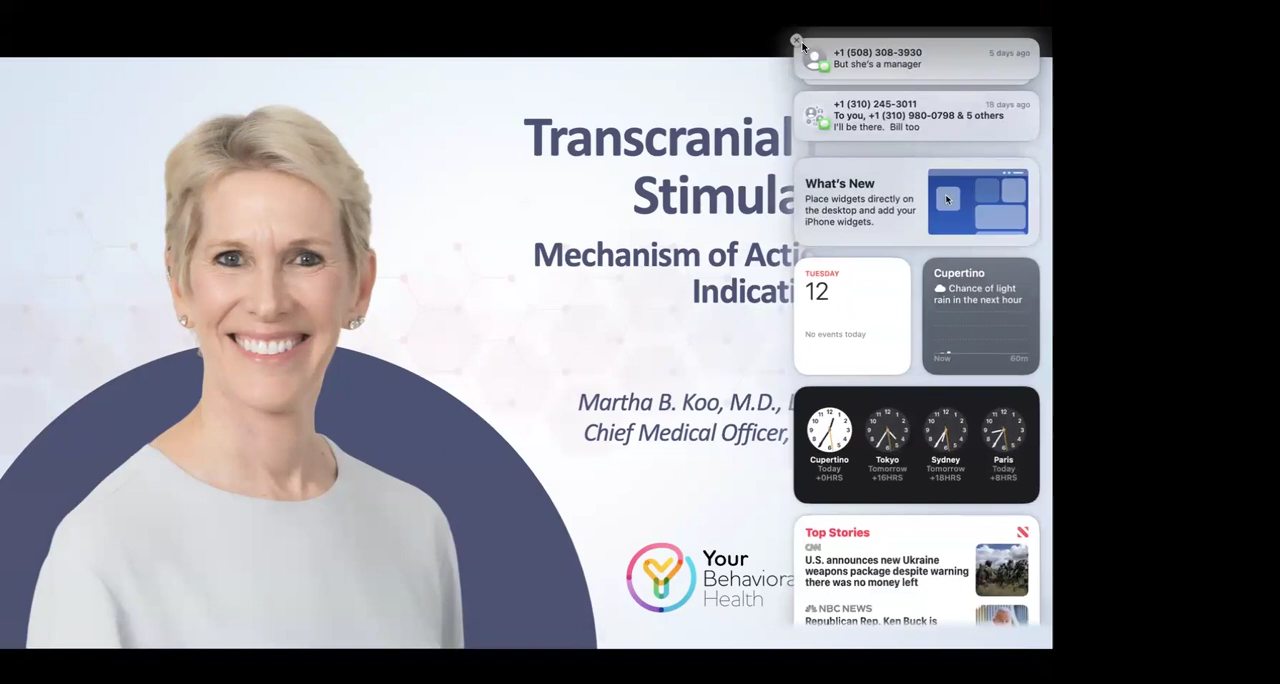 Transcranial
Stimula
Mechanism of Acti
Indicati
Martha B. Koo, M.D.,
Chief Medical Officer,
Your
Behaviora
Health
+1 (508) 308-3930
5 days ago
But she's a manager
+1 (310) 245-3011
18 days ago
To you, +1 (310) 980-0798 & 5 others
I'll be there. Bill too
What's New
Place widgets directly on
the desktop and add your
iPhone widgets.
TUESDAY
12
No events today
Cupertino
Chance of light
rain in the next hour
Now
60m
Cupertino
Today
+0HRS
Tokyo
Tomorrow
+16HRS
Sydney
Tomorrow
+18HRS
Paris
Today
+8HRS
Top Stories
CNN
U.S. announces new Ukraine
weapons package despite warning
there was no money left
NBC NEWS
Republican Rep. Ken Buck is